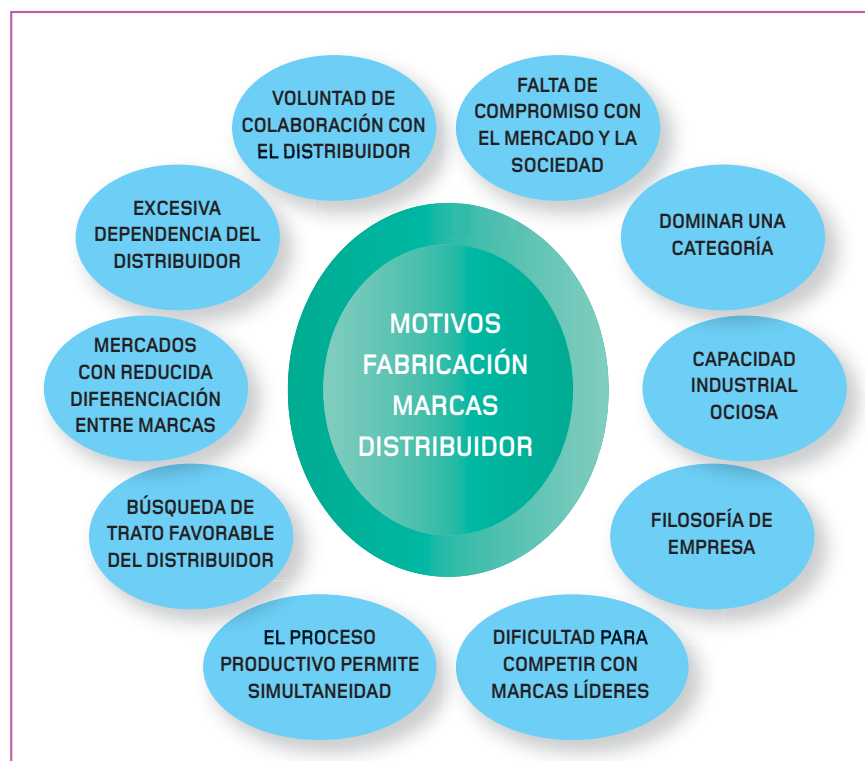 MOTIVOS
FABRICACIÓN
MARCAS
DISTRIBUIDOR
FALTA DE
COMPROMISO CON
EL MERCADO Y LA
SOCIEDAD
DOMINAR UNA
CATEGORÍA
CAPACIDAD
INDUSTRIAL
OCIOSA
FILOSOFÍA DE
EMPRESA
DIFICULTAD PARA
COMPETIR CON
MARCAS LÍDERES
EL PROCESO
PRODUCTIVO PERMITE
SIMULTANEIDAD
BÚSQUEDA DE
TRATO FAVORABLE
DEL DISTRIBUIDOR
MERCADOS
CON REDUCIDA
DIFERENCIACIÓN
ENTRE MARCAS
EXCESIVA
DEPENDENCIA DEL
DISTRIBUIDOR
VOLUNTAD DE
COLABORACIÓN CON
EL DISTRIBUIDOR